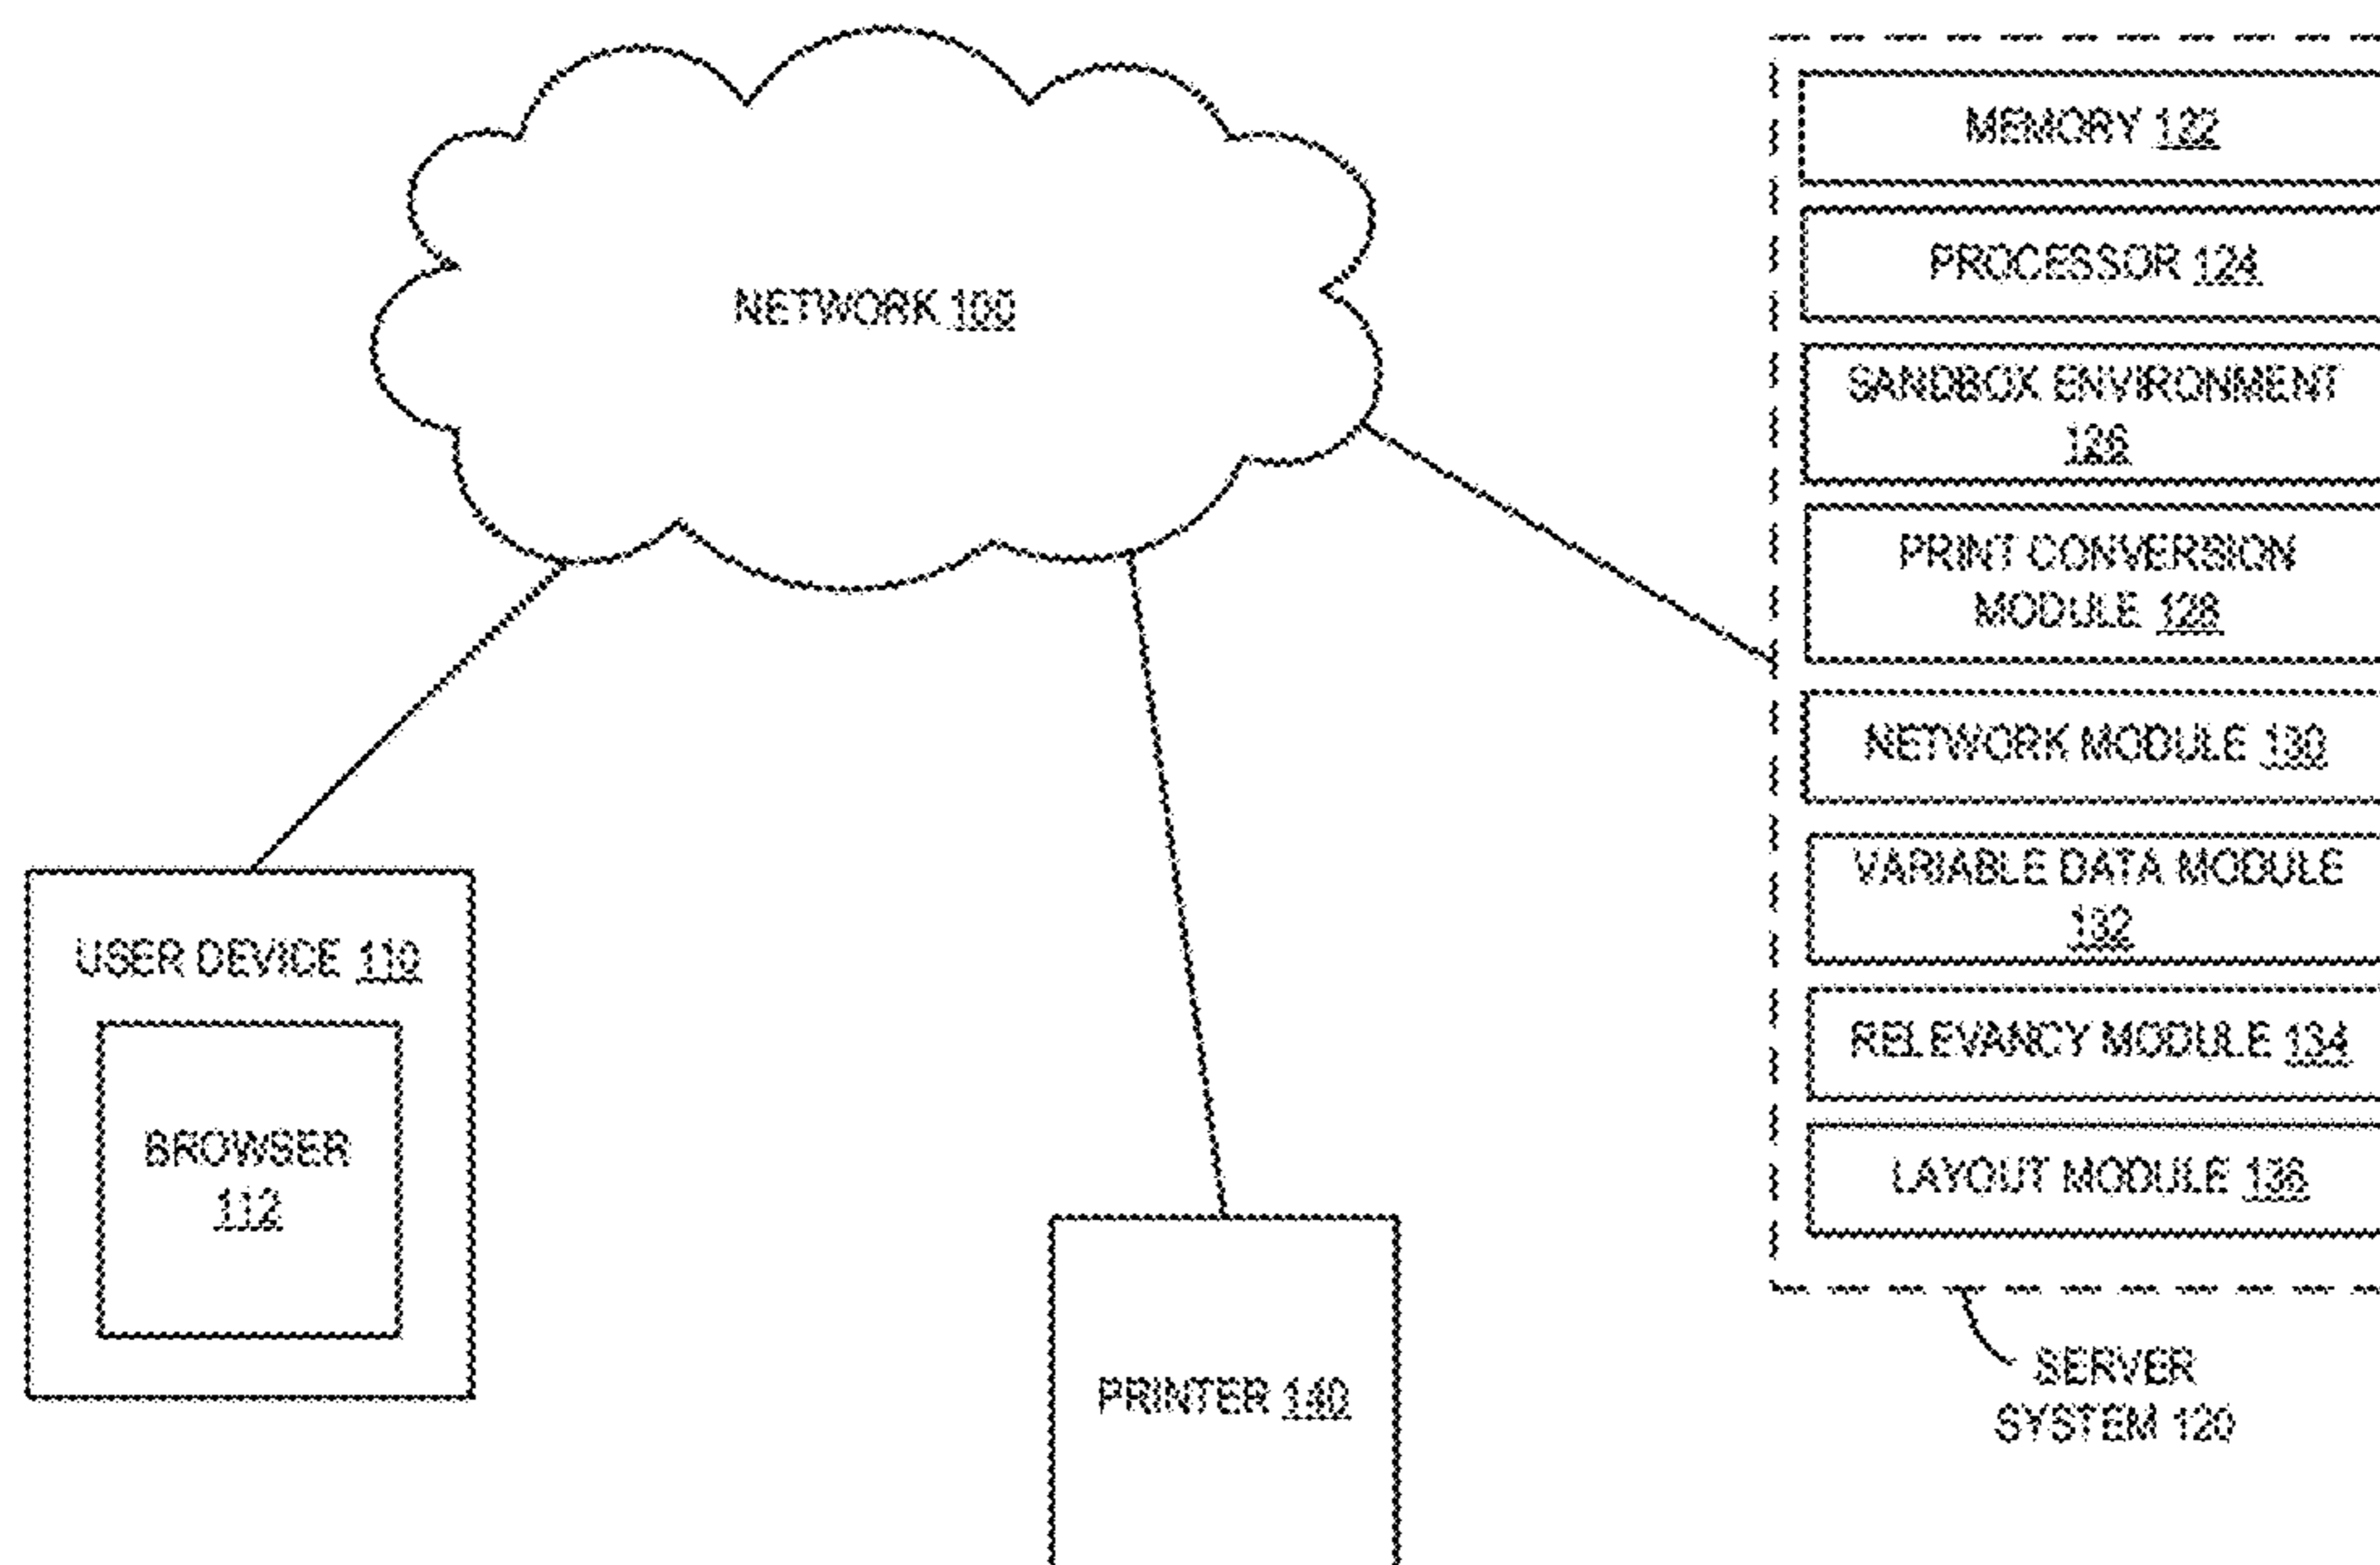 NETWORK 100
USER DEVICE 110
BROWSER
112
PRINTER 140
MEMORY 122
PROCESSOR 124
SANDBOX ENVIRONMENT
126
PRINT CONVERSION
MODULE 128
NETWORK MODULE 130
VARIABLE DATA MODULE
132
RELEVANCY MODULE 134
LAYOUT MODULE 136
SERVER
SYSTEM 120